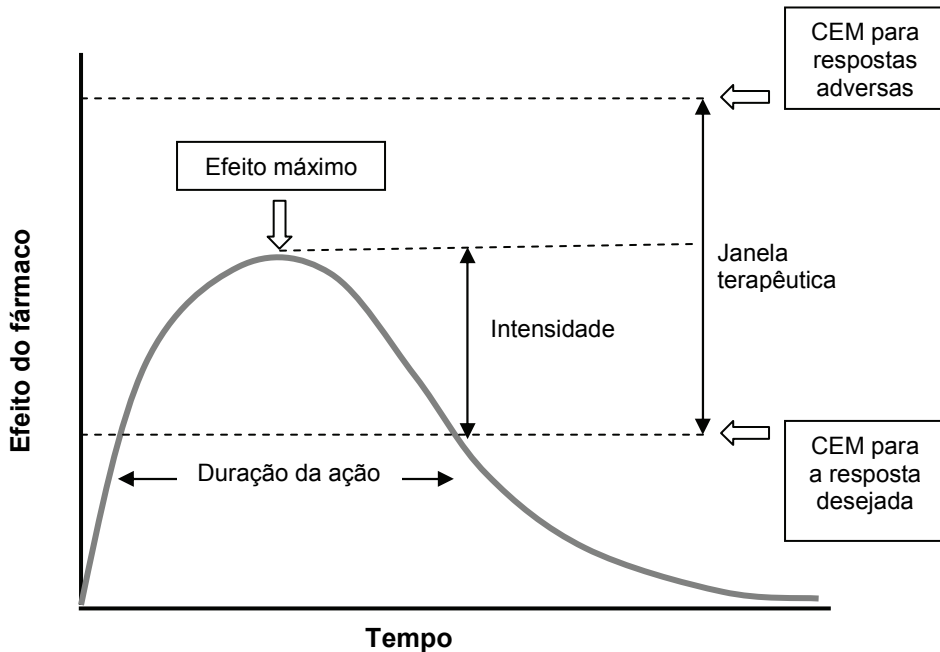 CEM para
respostas
adversas
Efeito máximo
Janela
terapêutica
Intensidade
Efeito do fármaco
CEM para
a resposta
desejada
Duração da ação
Tempo